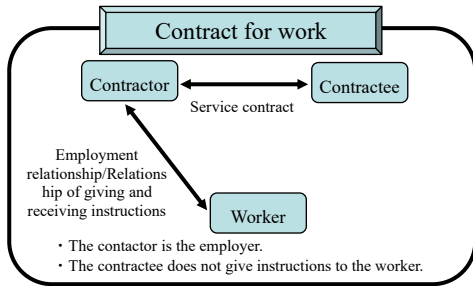 Contract for work
Contractor
Contractee
Service contract
Employment
relationship/Relations
hip of giving and
receiving instructions
Worker
・The contactor is the employer.
・The contractee does not give instructions to the worker.